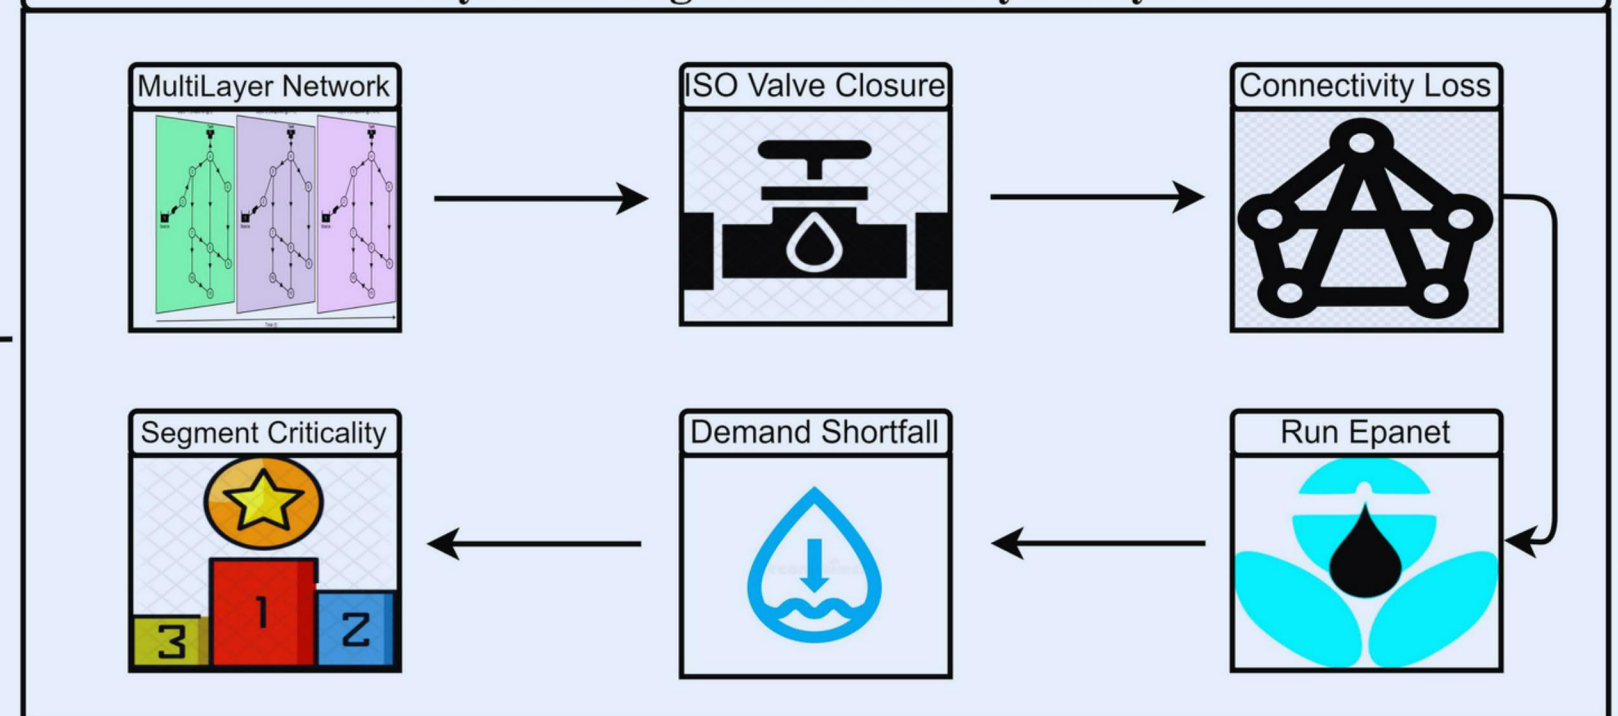 MultiLayer Network
ISO Valve Closure
Connectivity Loss
Segment Criticality
Demand Shortfall
Run Epanet
3
1
2